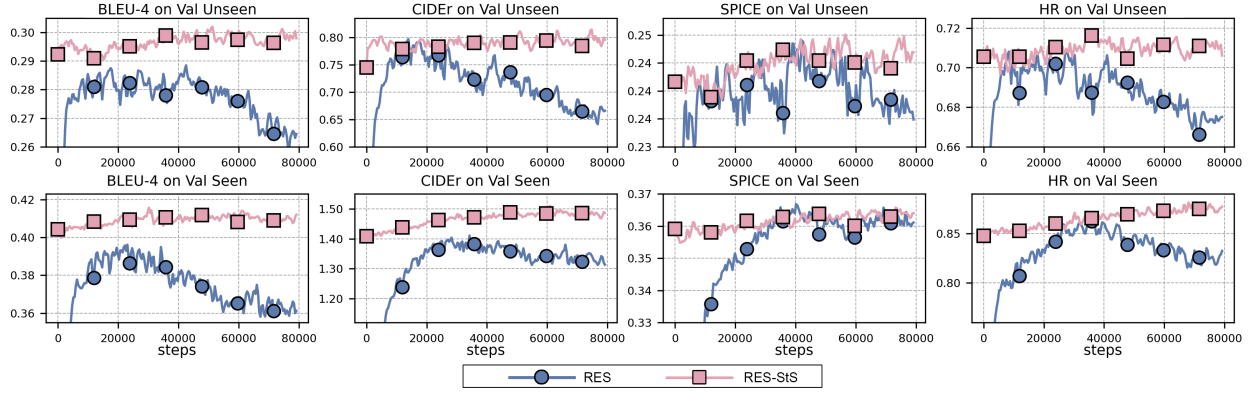 BLEU-4 on Val Unseen
0.30
0.29
0.28
0.27
0.26
0 20000 40000 60000 80000
CIDEr on Val Unseen
0.80
0.75
0.70
0.65
0.60
0 20000 40000 60000 80000
SPICE on Val Unseen
0.25
0.24
0.24
0.24
0.23
0 20000 40000 60000 80000
HR on Val Unseen
0.72
0.70
0.68
0.66
0 20000 40000 60000 80000
BLEU-4 on Val Seen
0.42
0.40
0.38
0.36
0 20000 40000 60000 80000
steps
CIDEr on Val Seen
1.50
1.40
1.30
1.20
0 20000 40000 60000 80000
steps
SPICE on Val Seen
0.37
0.36
0.35
0.34
0.33
0 20000 40000 60000 80000
steps
HR on Val Seen
0.85
0.80
0 20000 40000 60000 80000
steps
RES RES-StS